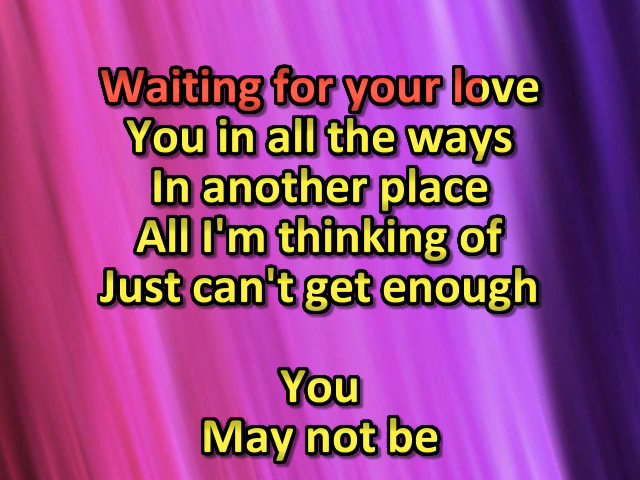 Waiting for your love
You in all the ways
In another place
All I'm thinking of
Just can't get enough
You
May not be